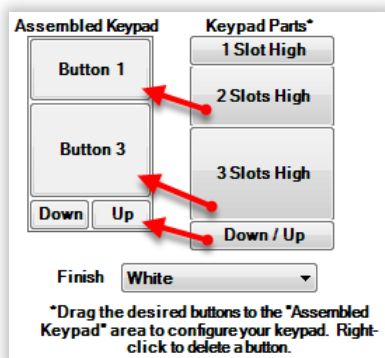 Assembled Keypad
Keypad Parts*
Button 1
Button 3
Down
Up
1 Slot High
2 Slots High
3 Slots High
Down / Up
Finish
White
*Drag the desired buttons to the "Assembled
Keypad" area to configure your keypad. Right-
click to delete a button.